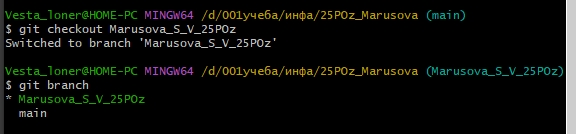 Vesta_loner@HOME-PC MINGW64 /d/001учеба/инфа/25POz_Marusova (main)
$ git checkout Marusova_S_V_25POz
Switched to branch 'Marusova_S_V_25POz'
Vesta_loner@HOME-PC MINGW64 /d/001учеба/инфа/25POz_Marusova (Marusova_S_V_25POz)
$ git branch
* Marusova_S_V_25POz
main